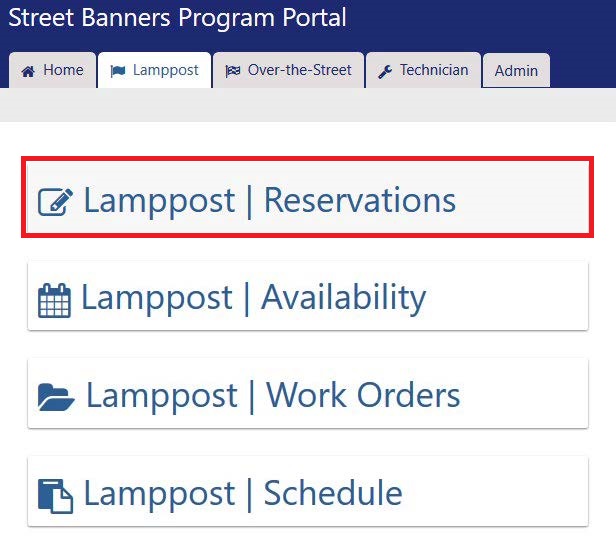 Street Banners Program Portal
Home Lamppost Over-the-Street Technician Admin
Lamppost | Reservations
Lamppost | Availability
Lamppost | Work Orders
Lamppost | Schedule